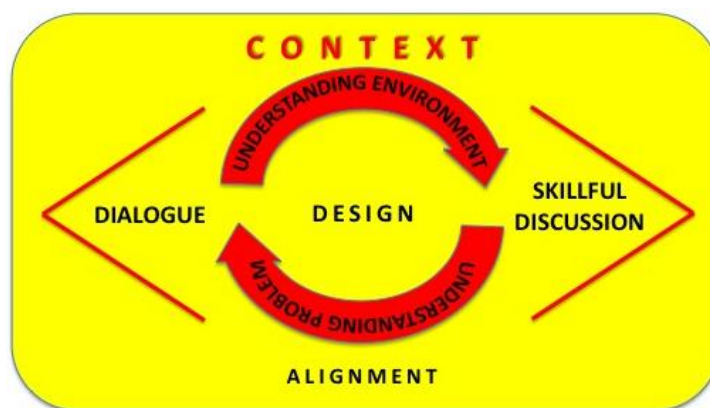 CONTEXT
UNDERSTANDING ENVIRONMENT
DIALOGUE
DESIGN
SKILLFUL
DISCUSSION
UNDERSTANDING PROBLEM
ALIGNMENT